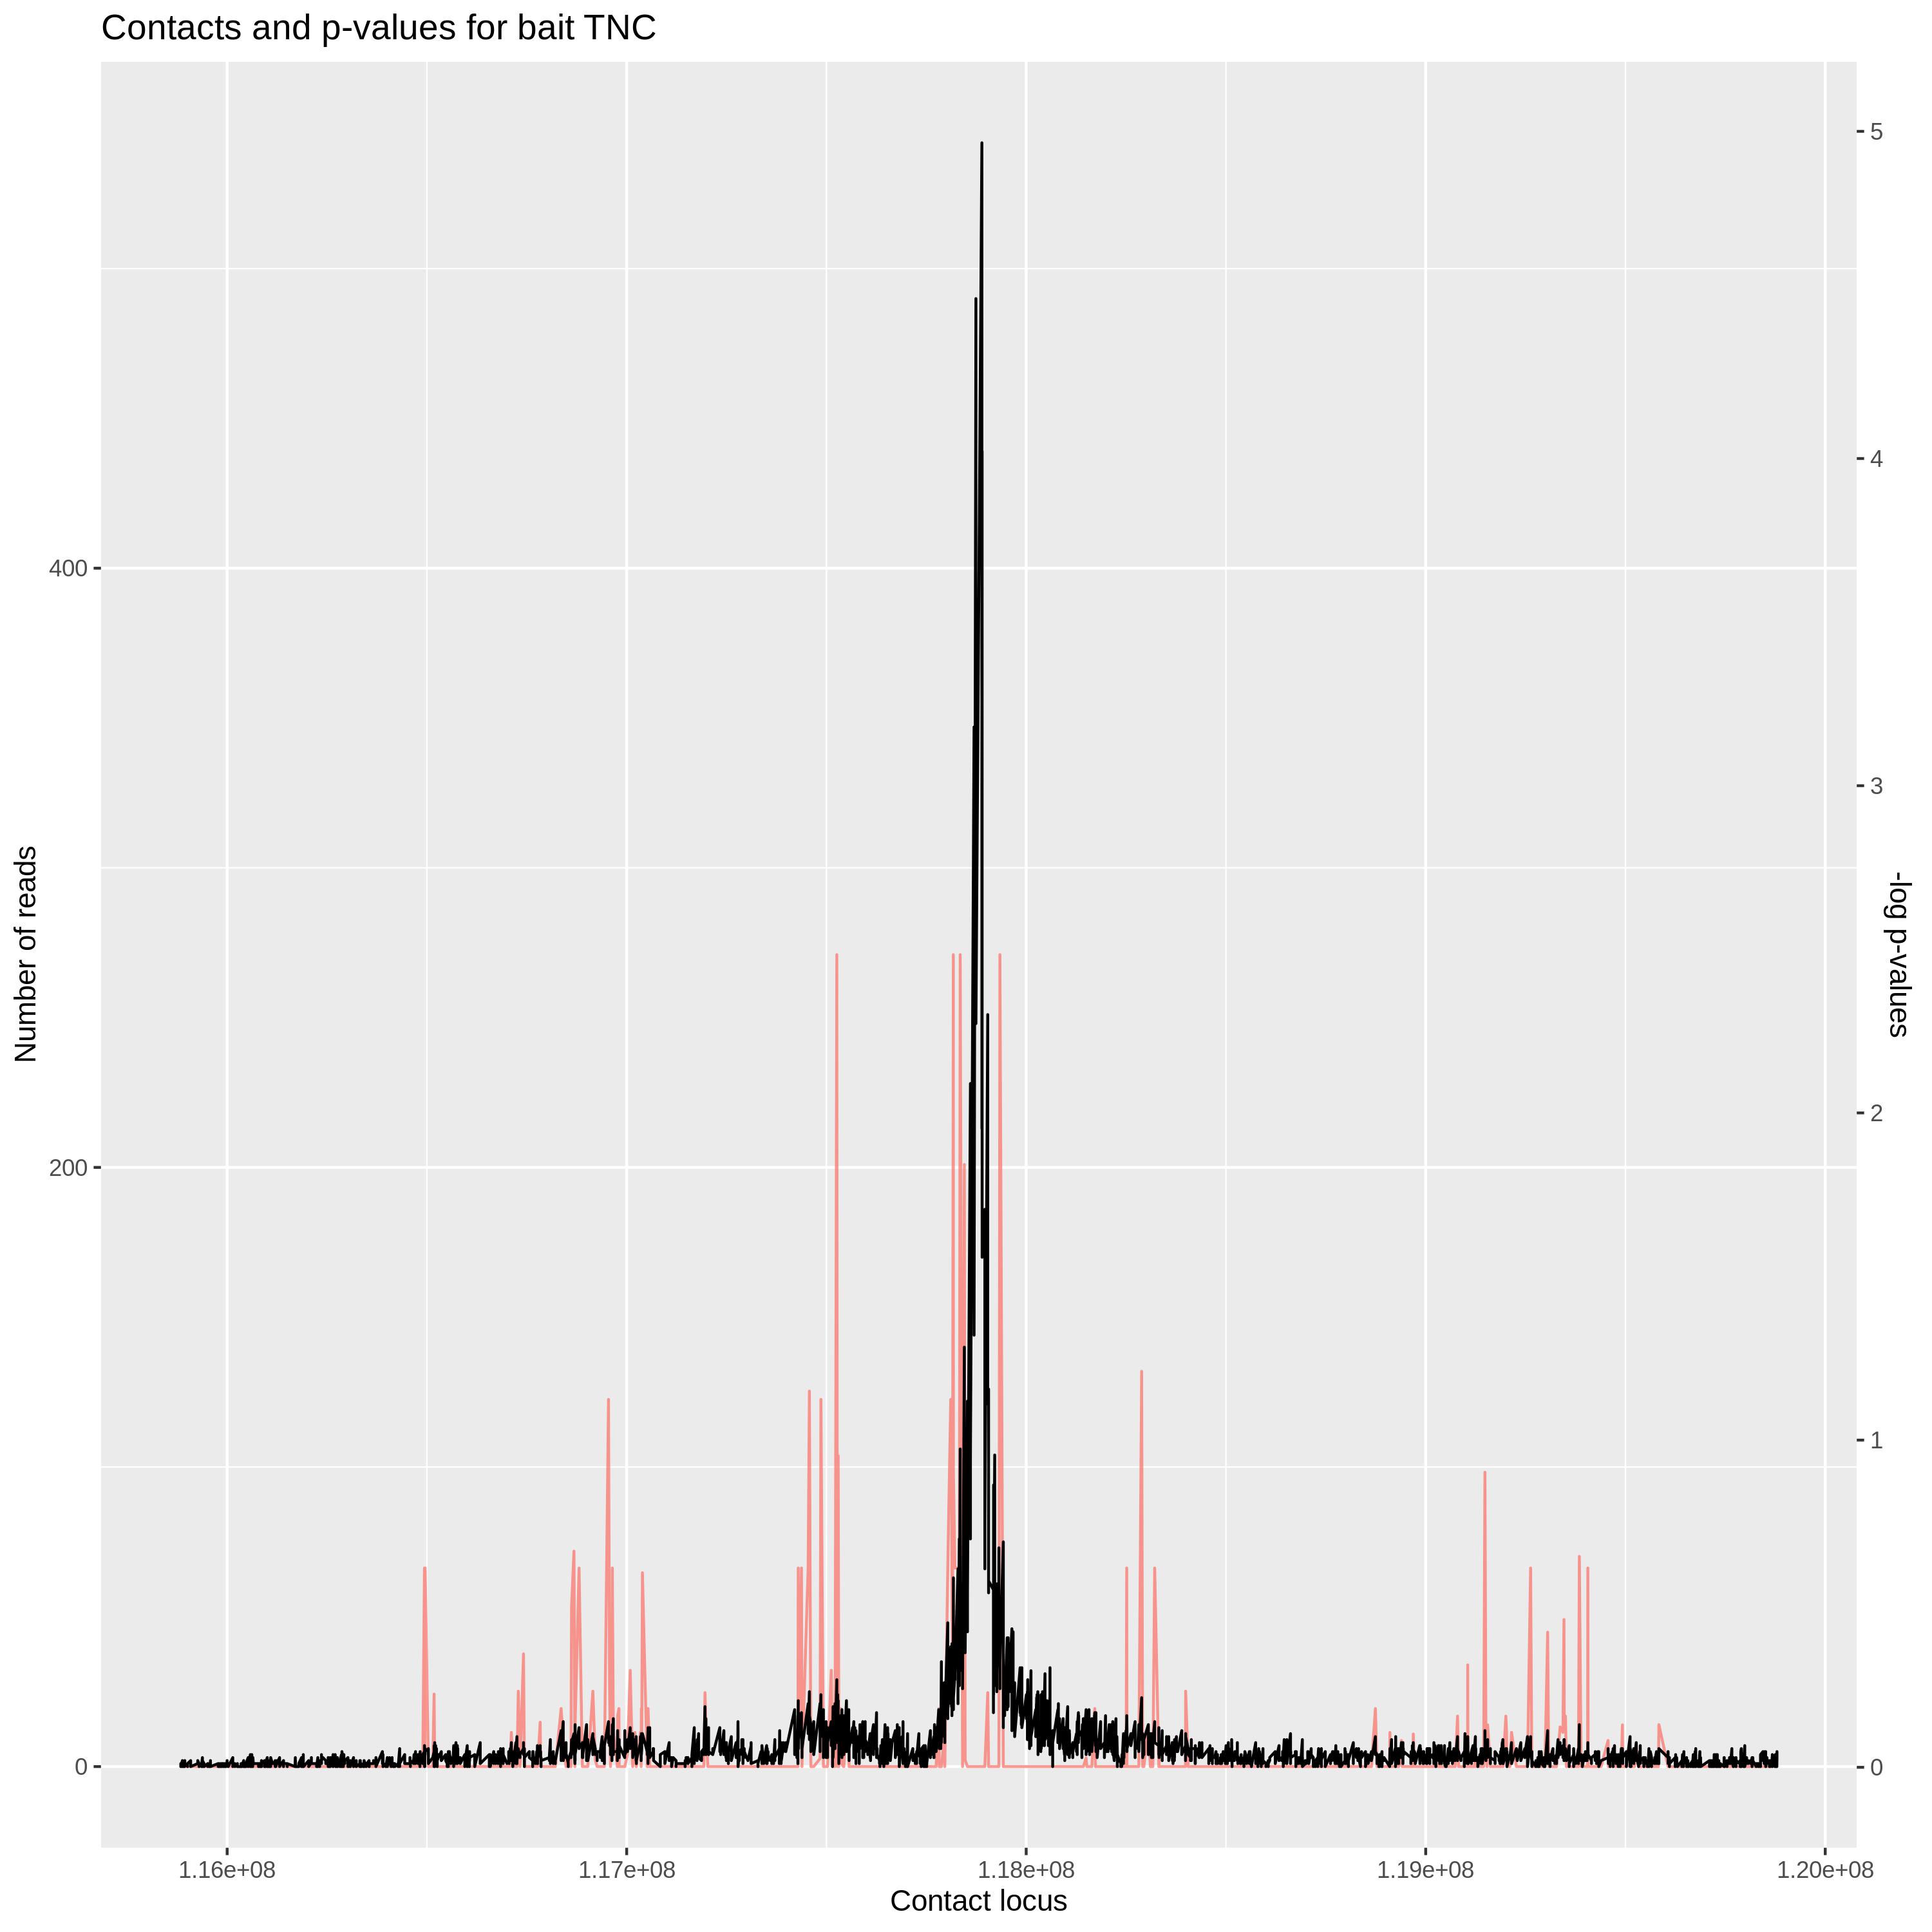 Contacts and p-values for bait TNC
5
4
400
3
Number of reads
-log p-values
2
200
1
0
0
1.16e+08
1.17e+08
1.18e+08
1.19e+08
1.20e+08
Contact locus